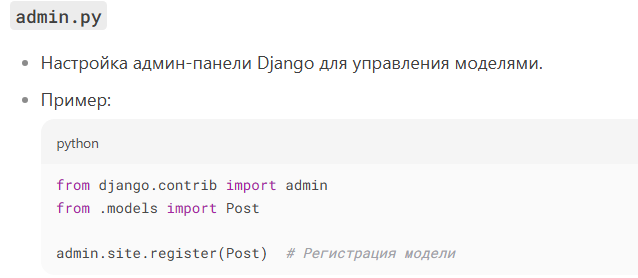 admin.py
Настройка админ-панели Django для управления моделями.
Пример:
python
from django.contrib import admin
from .models import Post
admin.site.register(Post)  # Регистрация модели